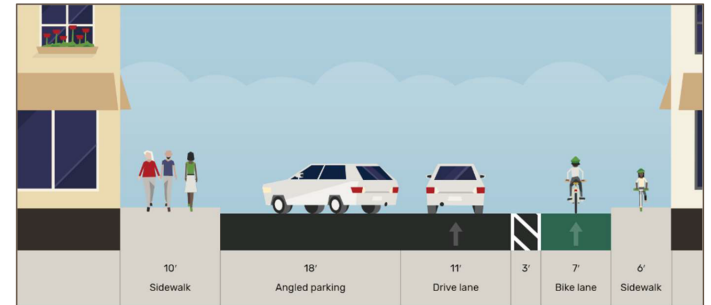 10′ 18′ 11′ 3′ 7′ 6′
Sidewalk Angled parking Drive lane Bike lane Sidewalk